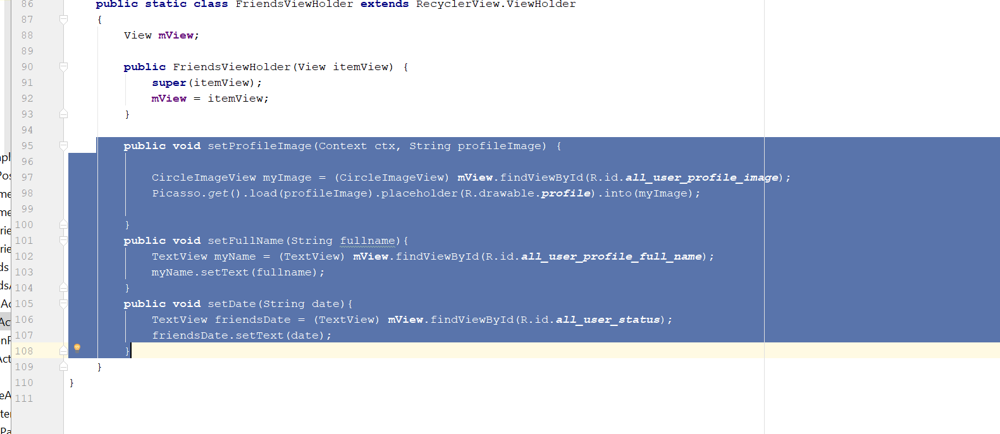 86 public static class FriendsViewHolder extends RecyclerView.ViewHolder
87 {
88 View mView;
89
90 public FriendsViewHolder(View itemView) {
91 super(itemView);
92 mView = itemView;
93 }
94
95 public void setProfileImage(Context ctx, String profileImage) {
96
97 CircleImageView myImage = (CircleImageView) mView.findViewById(R.id.all_user_profile_image);
98 Picasso.get().load(profileImage).placeholder(R.drawable.profile).into(myImage);
99
100 }
101 public void setFullName(String fullname){
102 TextView myName = (TextView) mView.findViewById(R.id.all_user_profile_full_name);
103 myName.setText(fullname);
104 }
105 public void setDate(String date){
106 TextView friendsDate = (TextView) mView.findViewById(R.id.all_user_status);
107 friendsDate.setText(date);
108 }
109 }
110 }
111